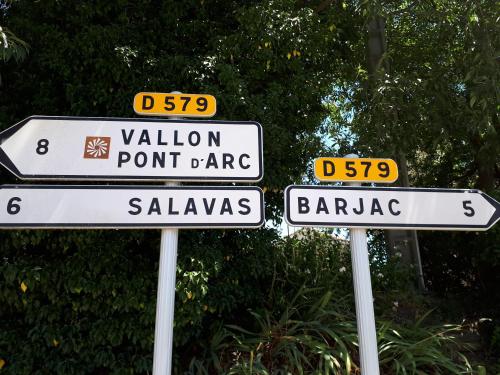 D 579
8 VALLON
PONT D'ARC
6 SALAVAS
D 579
BARJAC 5